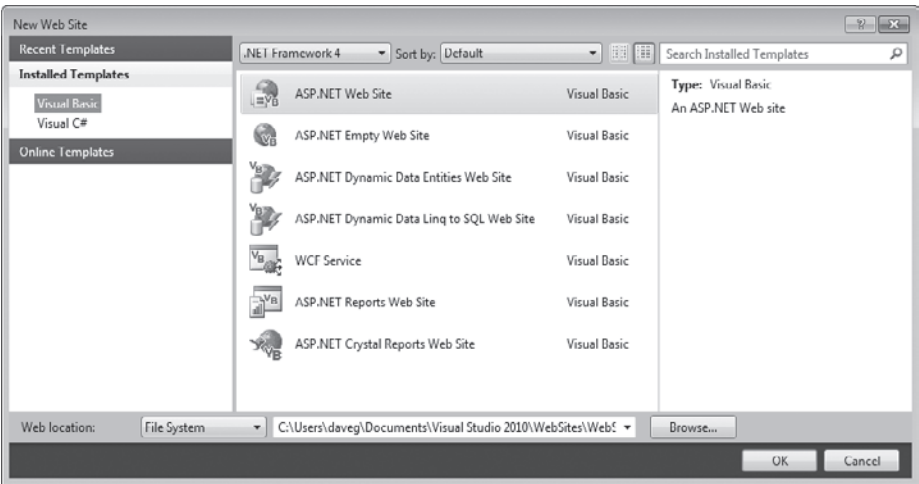 New Web Site
Recent Templates
Installed Templates
Visual Basic
Visual C#
Online Templates
.NET Framework 4
Sort by: Default
Search Installed Templates
ASP.NET Web Site Visual Basic
ASP.NET Empty Web Site Visual Basic
ASP.NET Dynamic Data Entities Web Site Visual Basic
ASP.NET Dynamic Data Linq to SQL Web Site Visual Basic
WCF Service Visual Basic
ASP.NET Reports Web Site Visual Basic
ASP.NET Crystal Reports Web Site Visual Basic
Type: Visual Basic
An ASP.NET Web site
Web location: File System C:\Users\daveg\Documents\Visual Studio 2010\WebSites\WebS Browse...
OK Cancel